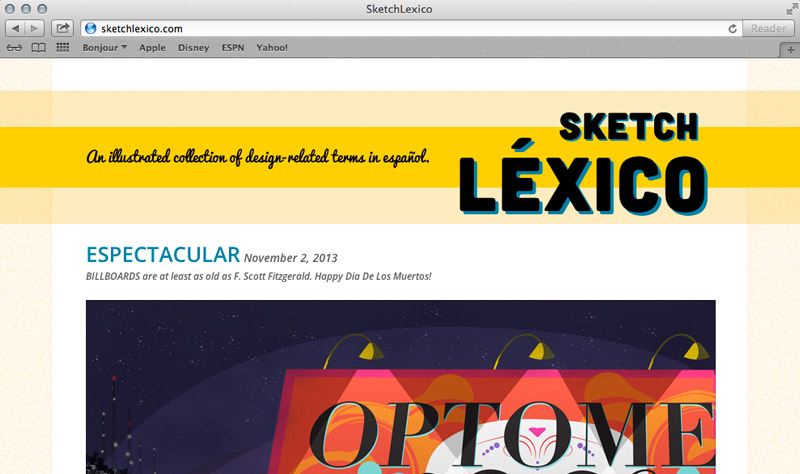 SketchLexico
sketchlexico.com
Reader
Bonjour Apple Disney ESPN Yahoo!
SKETCH
LÉXICO
An illustrated collection of design-related terms in español.
ESPECTACULAR November 2, 2013
BILLBOARDS are at least as old as F. Scott Fitzgerald. Happy Dia De Los Muertos!
OPTOME